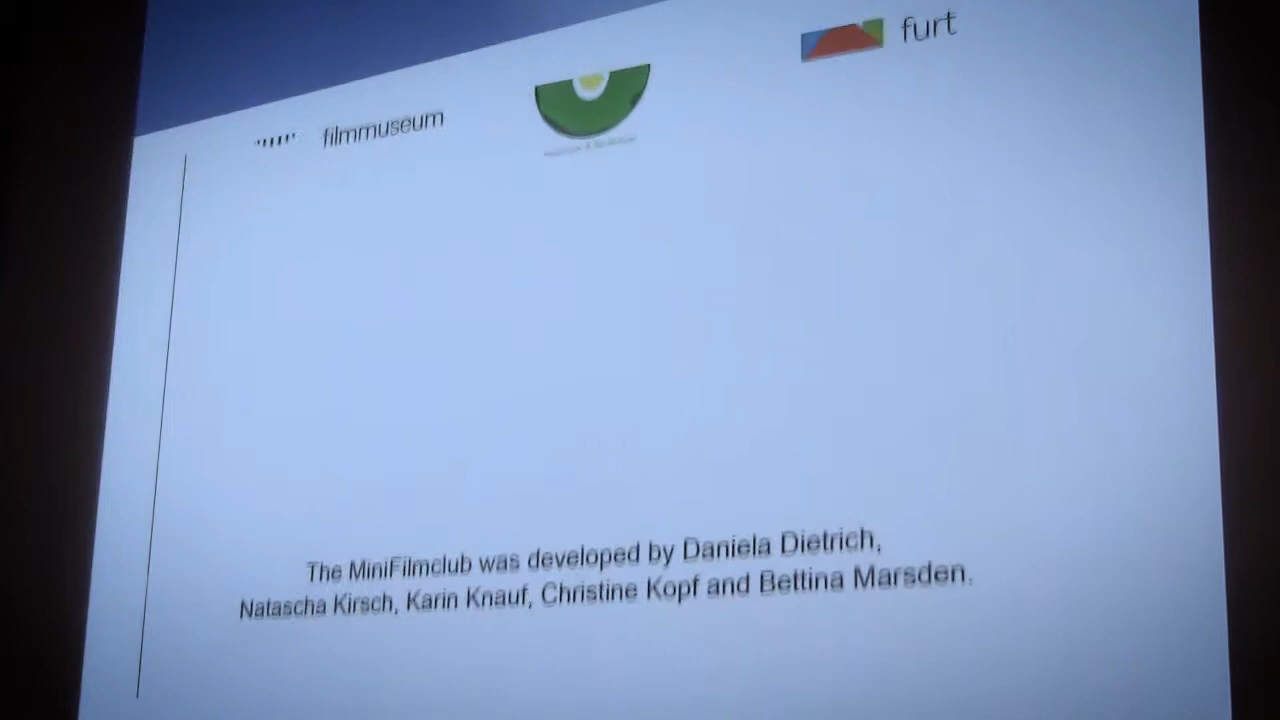 filmmuseum
furt
The MiniFilmclub was developed by Daniela Dietrich,
Natascha Kirsch, Karin Knauf, Christine Kopf and Bettina Marsden.